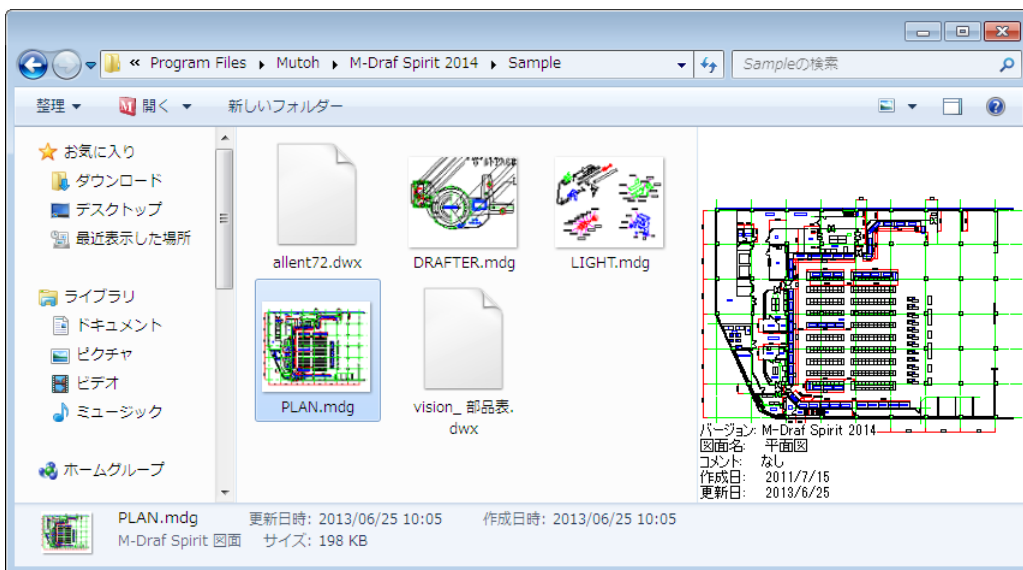 « Program Files ▸ Mutoh ▸ M-Draf Spirit 2014 ▸ Sample
Sampleの検索
整理 ▼ 開く ▼ 新しいフォルダー
お気に入り
ダウンロード
デスクトップ
最近表示した場所
ライブラリ
ドキュメント
ピクチャ
ビデオ
ミュージック
ホームグループ
allent72.dwx
DRAFTER.mdg
LIGHT.mdg
PLAN.mdg
vision_ 部品表.
dwx
バージョン: M-Draf Spirit 2014
図面名: 平面図
コメント: なし
作成日: 2011/7/15
更新日: 2013/6/25
PLAN.mdg 更新日時: 2013/06/25 10:05 作成日時: 2013/06/25 10:05
M-Draf Spirit 図面 サイズ: 198 KB